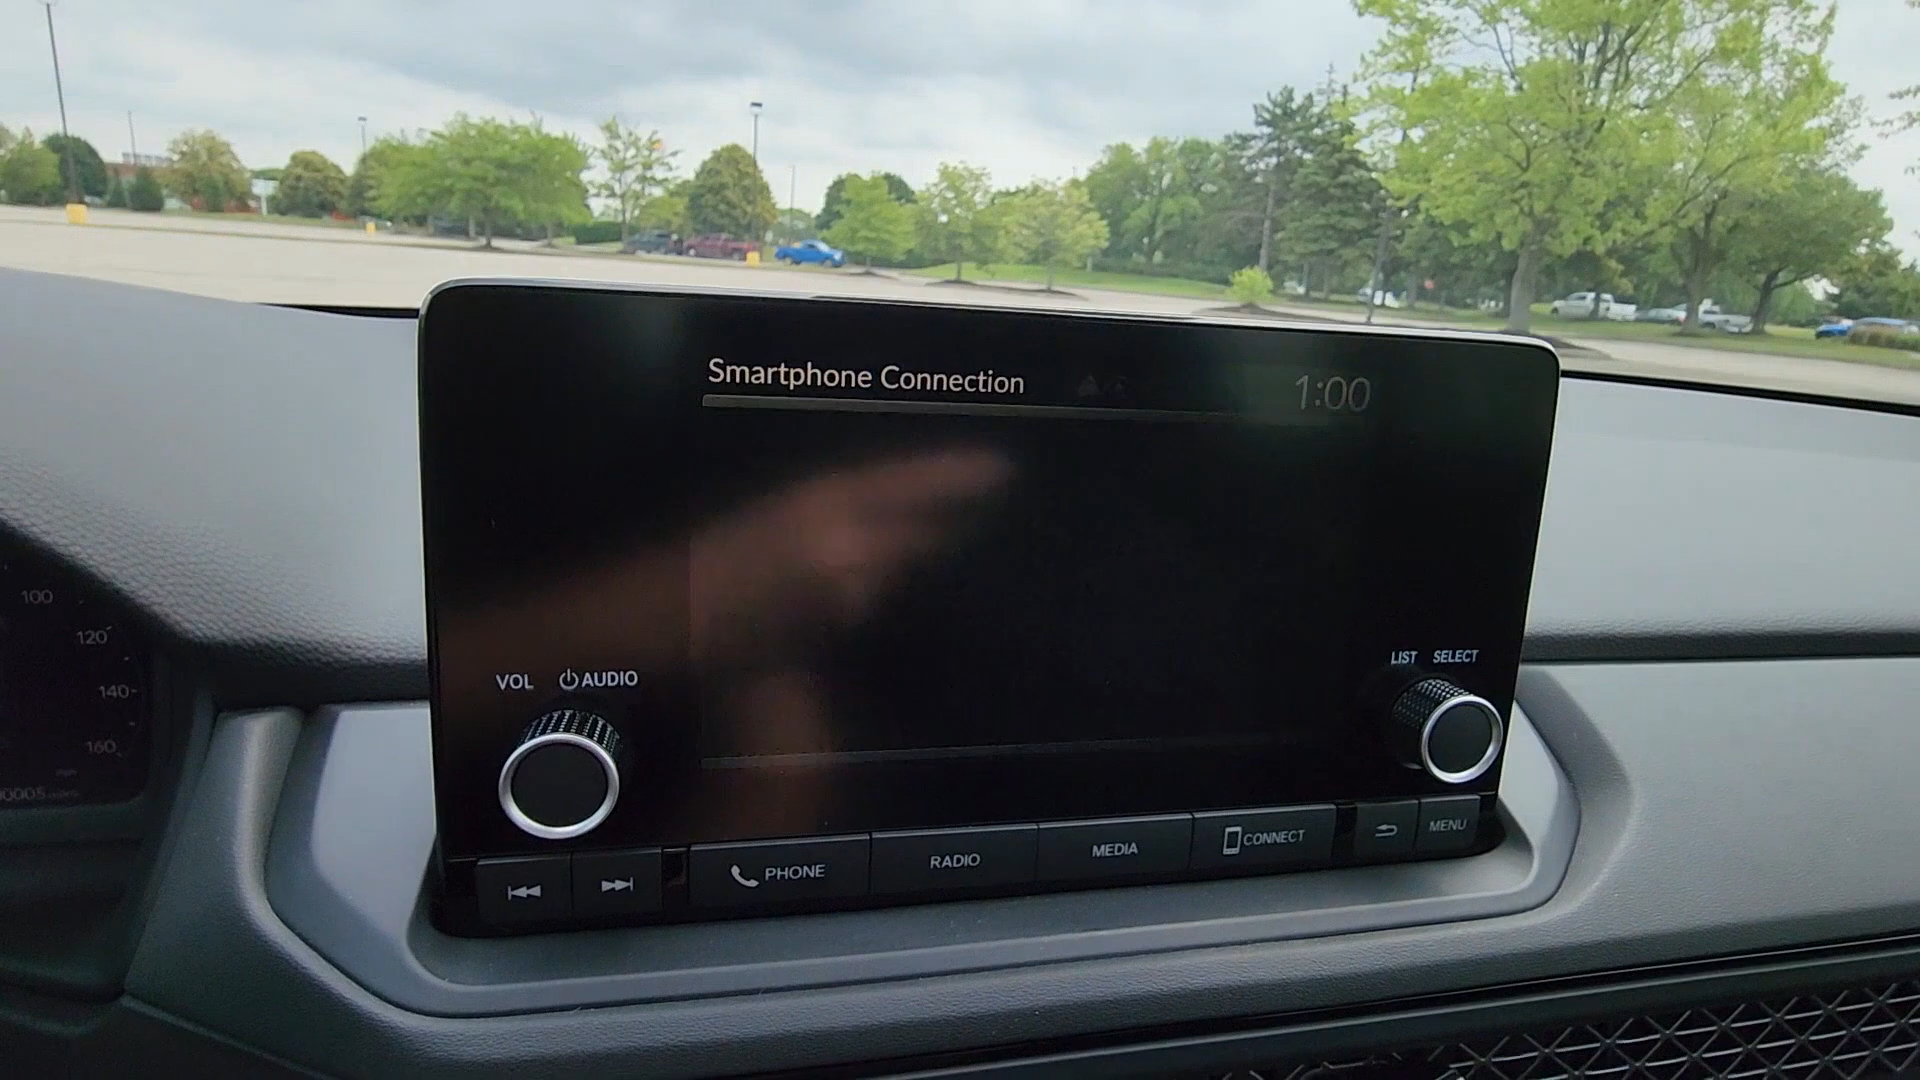 Smartphone Connection
1:00
LIST SELECT
VOL AUDIO
100
120
140
160
PHONE
RADIO
MEDIA
CONNECT
MENU